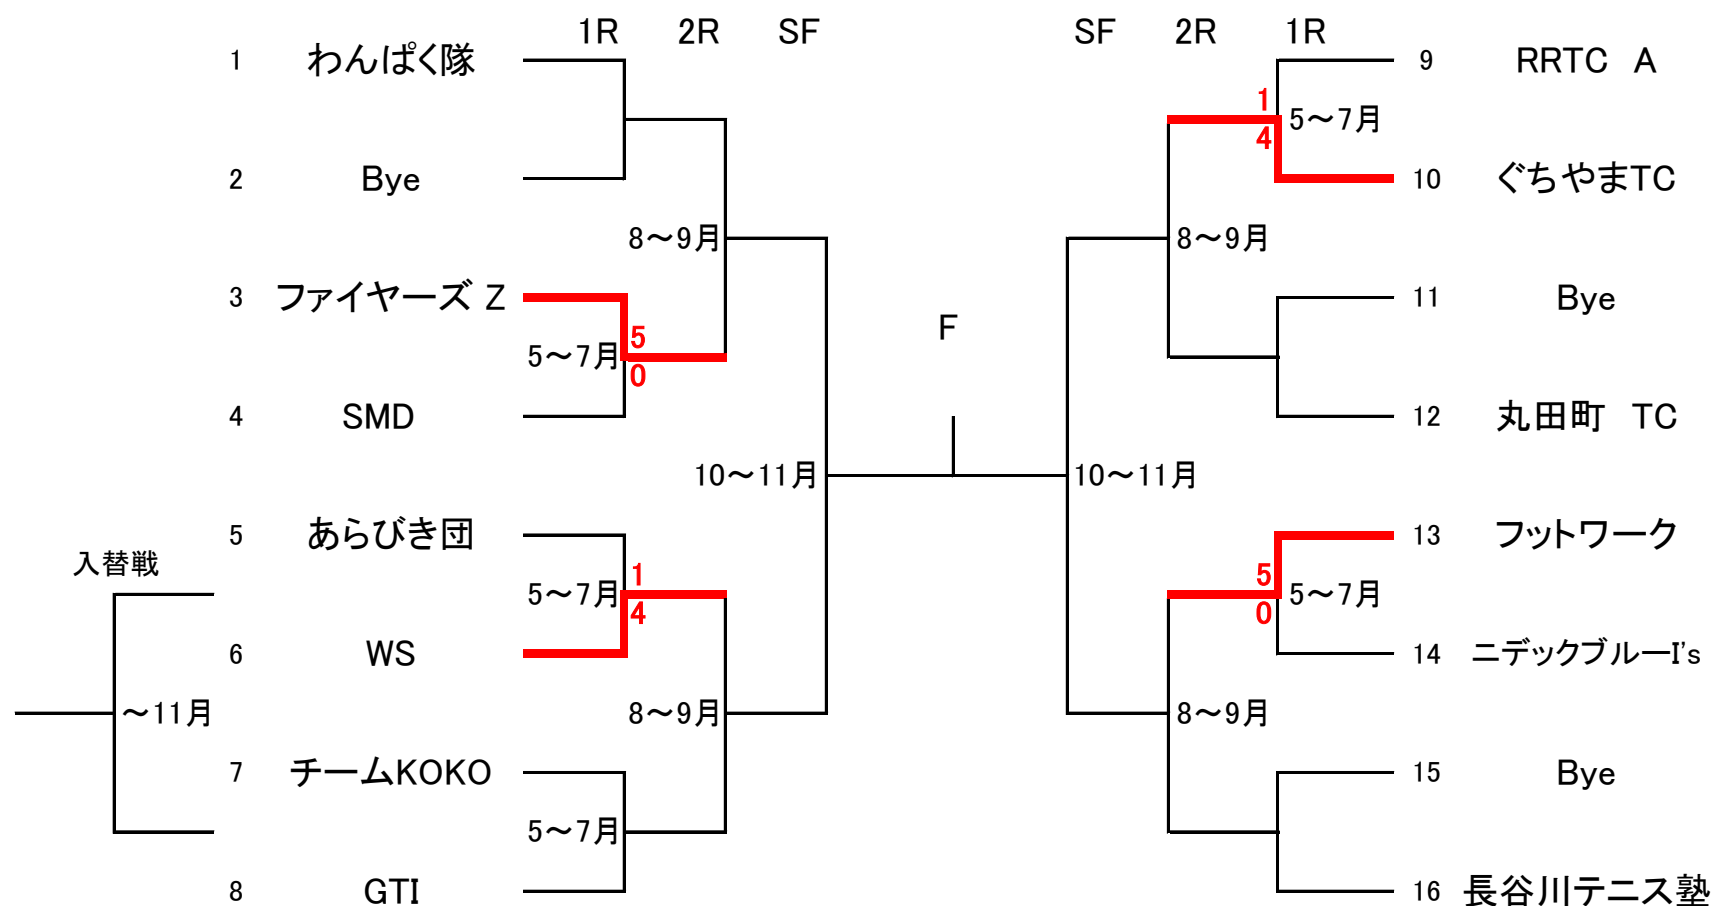 1R 2R SF SF 2R 1R
1 わんぱく隊 9 RRTC A
1 5～7月
4
2 Bye 10 ぐちやまTC
8～9月 8～9月
3 ファイヤーズ Z 11 Bye
F
5～7月 5
0
4 SMD 12 丸田町 TC
10～11月 10～11月
5 あらびき団 13 フットワーク
入替戦
5～7月 1 5 5～7月
4 0
6 WS 14 ニデックブルーI's
～11月 8～9月 8～9月
7 チームKOKO 15 Bye
5～7月
8 GTI 16 長谷川テニス塾